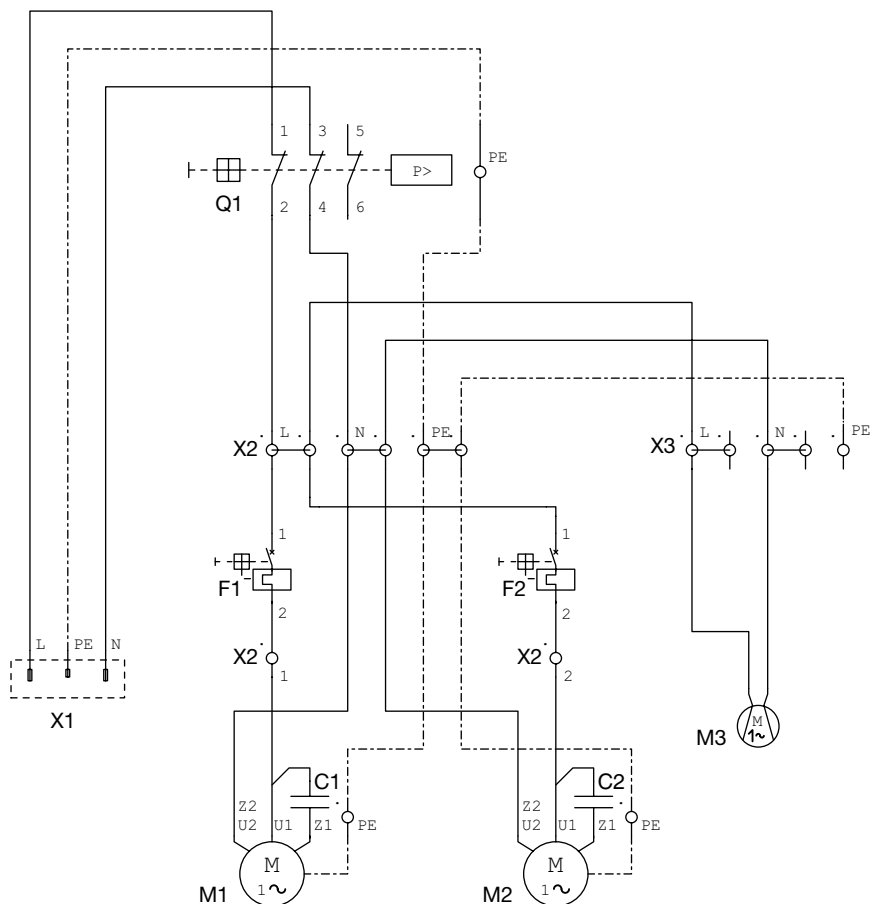 1 3 5
PE
P>
Q1
2 4 6
X2 L N PE
X3 L N PE
1 1
F1 F2
2 2
L PE N
X2 X2
1 2
X1
M3 M
1~
C1 C2
Z2 Z2
U2 U1 Z1 PE U2 U1 Z1 PE
M M
1~ 1~
M1 M2